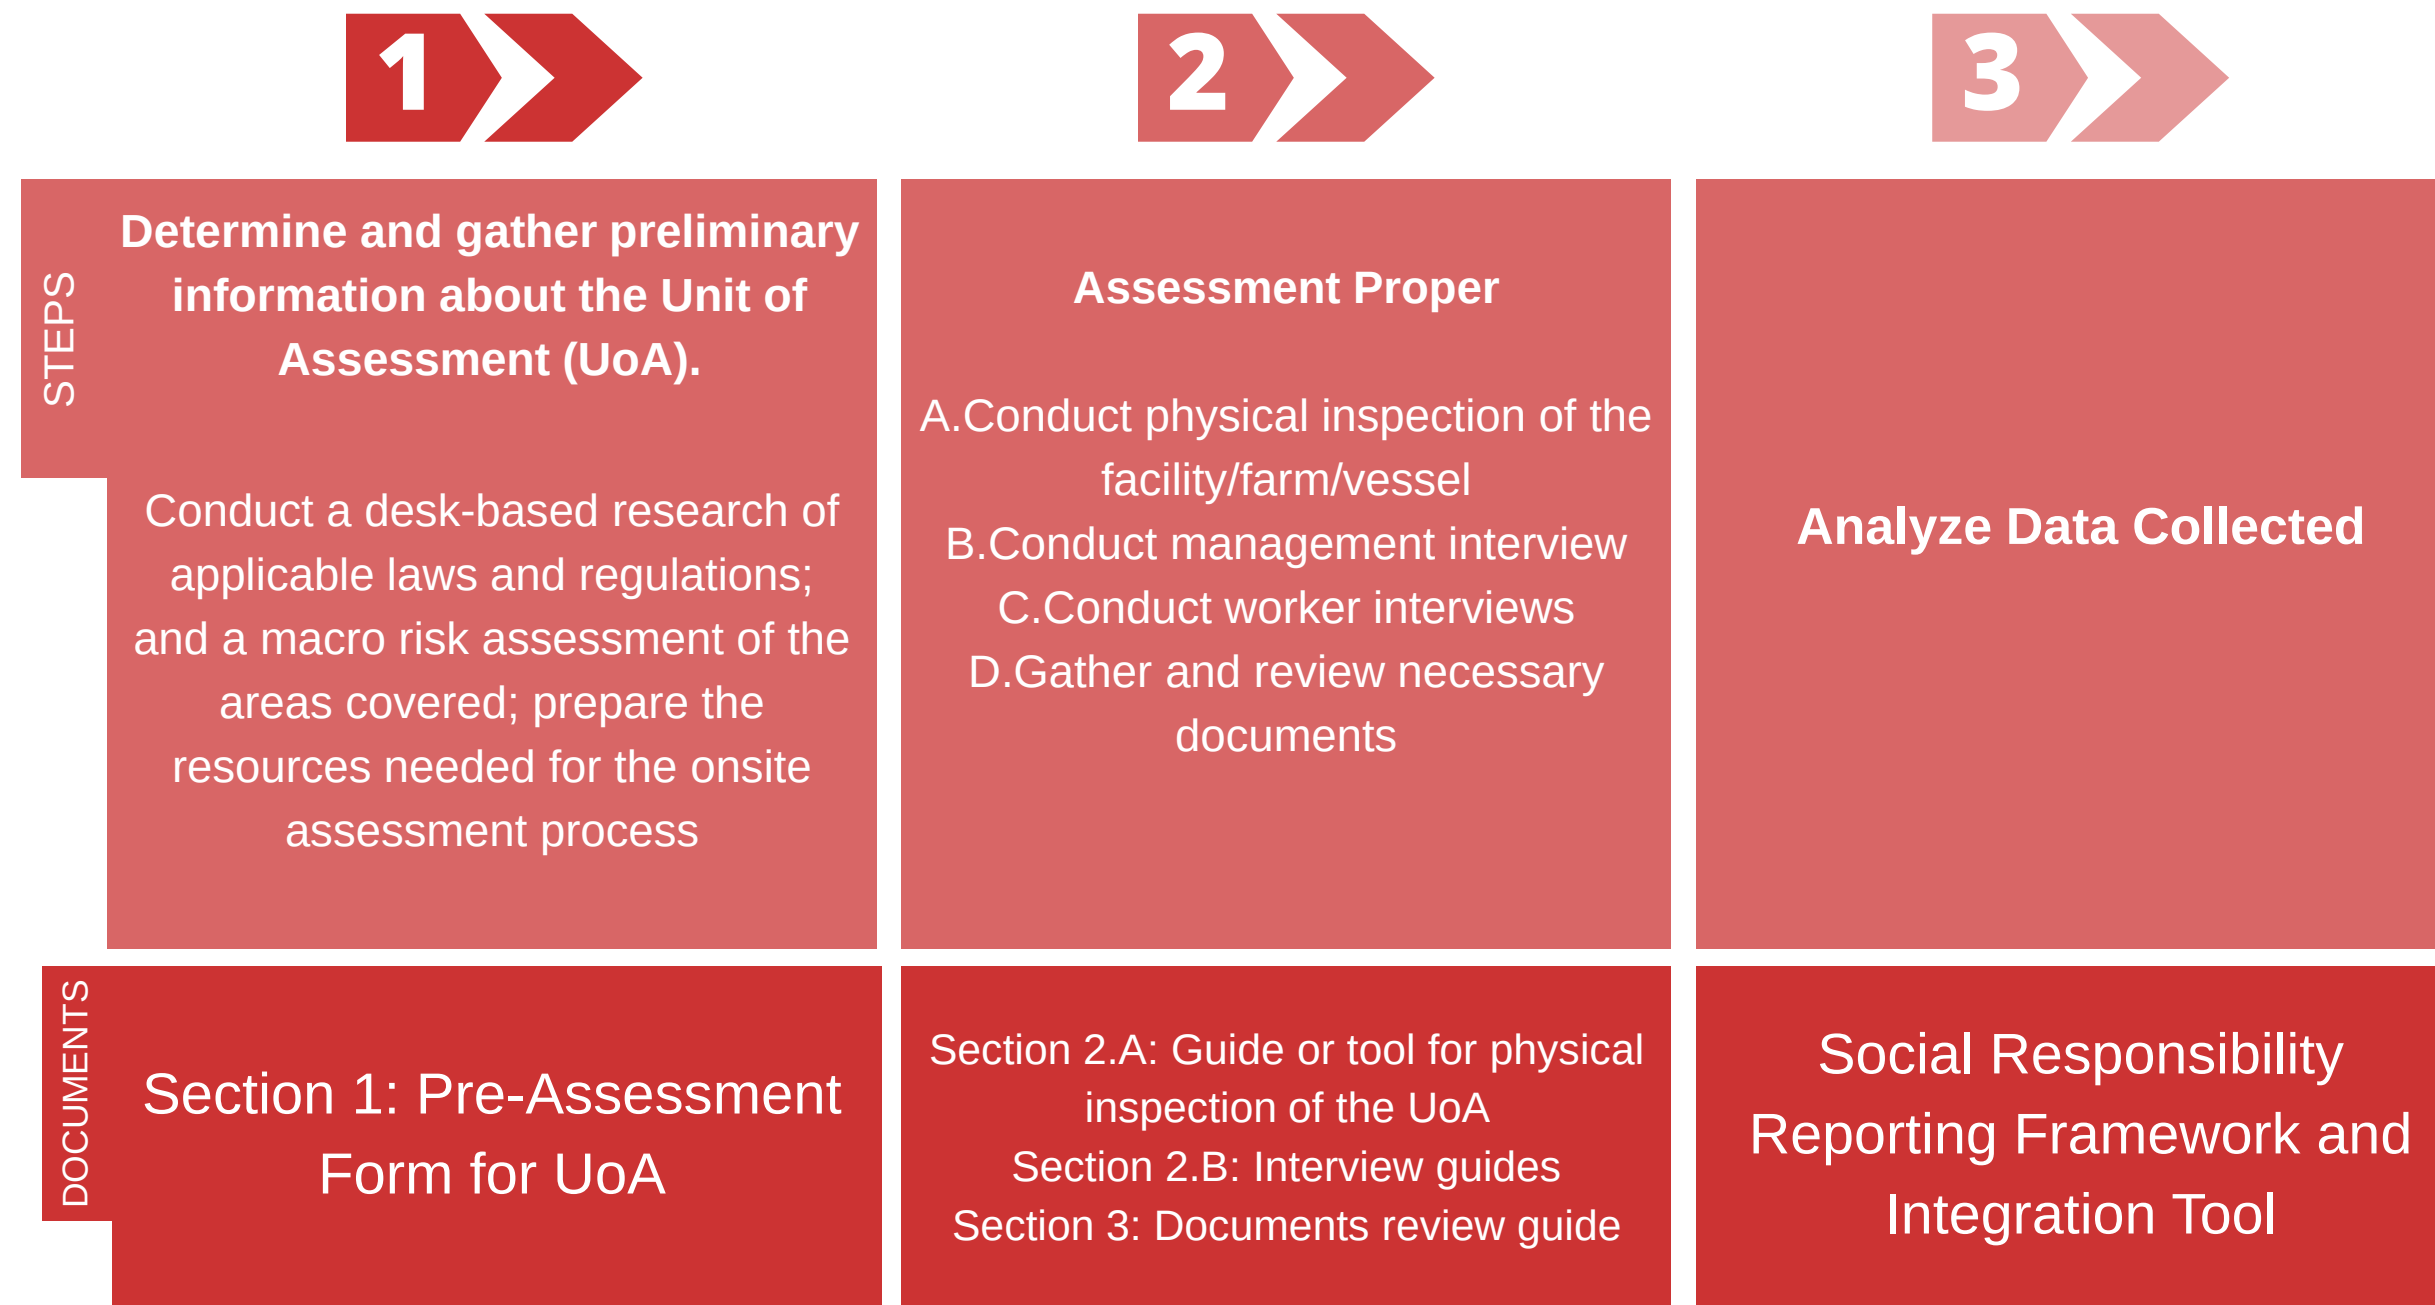 1
2
3
STEPS
Determine and gather preliminary
information about the Unit of
Assessment (UoA).
Conduct a desk-based research of
applicable laws and regulations;
and a macro risk assessment of the
areas covered; prepare the
resources needed for the onsite
assessment process
Assessment Proper
A.Conduct physical inspection of the
facility/farm/vessel
B.Conduct management interview
C.Conduct worker interviews
D.Gather and review necessary
documents
Analyze Data Collected
DOCUMENTS
Section 1: Pre-Assessment
Form for UoA
Section 2.A: Guide or tool for physical
inspection of the UoA
Section 2.B: Interview guides
Section 3: Documents review guide
Social Responsibility
Reporting Framework and
Integration Tool